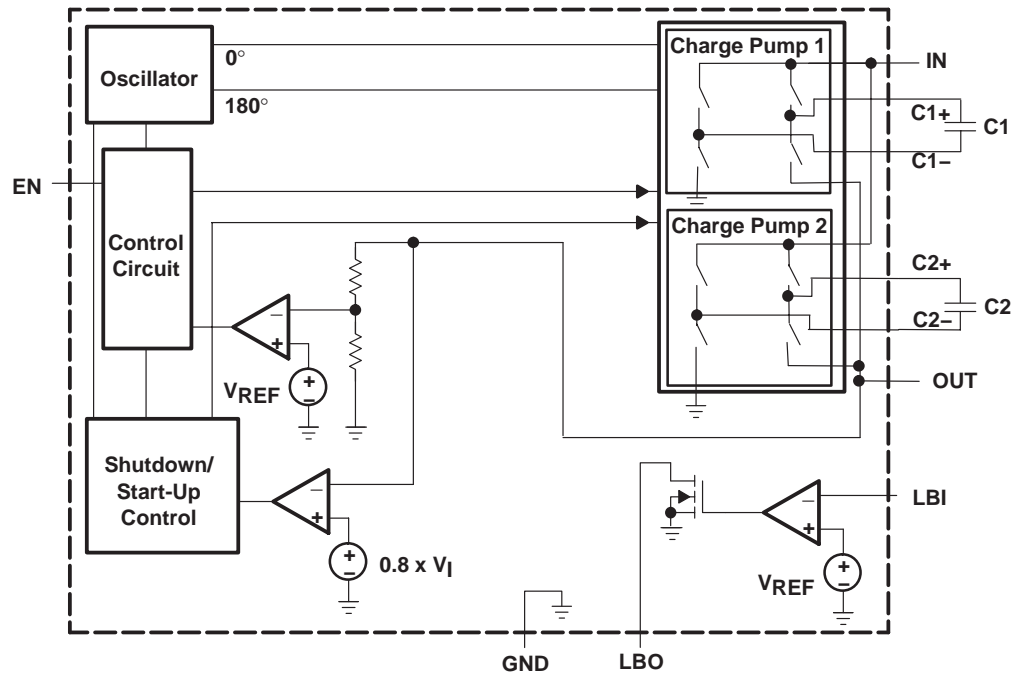 Oscillator
0°
180°
Charge Pump 1
IN
C1+
C1
C1−
EN
Control
Circuit
Charge Pump 2
C2+
C2
C2−
OUT
−
+
+
−
VREF
Shutdown/
Start-Up
Control
−
+
+
−
0.8 x VI
LBI
−
+
+
−
VREF
GND
LBO